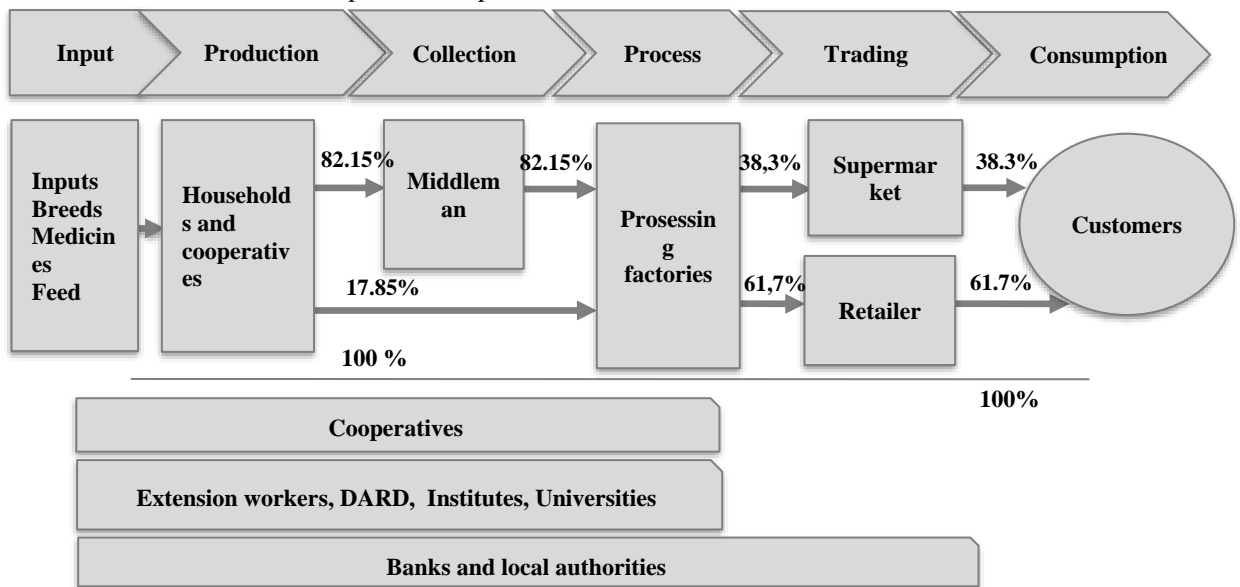 Input
Production
Collection
Process
Trading
Consumption
Inputs
Breeds
Medicin
es
Feed
Household
s and
cooperativ
es
82.15%
Middlem
an
82.15%
17.85%
100 %
Prosessin
g
factories
38,3%
Supermar
ket
38.3%
61,7%
Retailer
61.7%
Customers
100%
Cooperatives
Extension workers, DARD, Institutes, Universities
Banks and local authorities